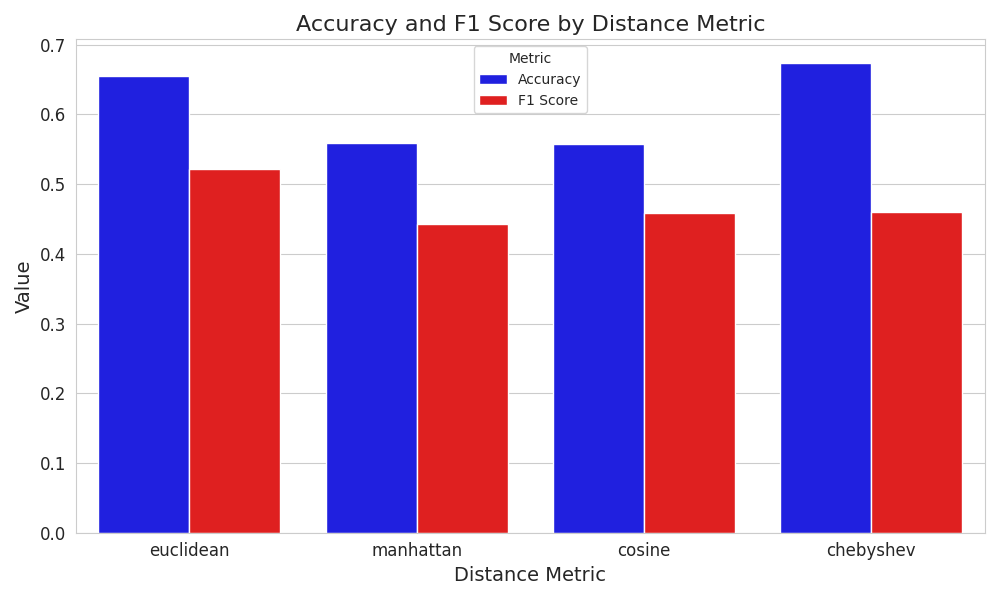 Accuracy and F1 Score by Distance Metric
Metric
Accuracy
F1 Score
Value
0.7
0.6
0.5
0.4
0.3
0.2
0.1
0.0
euclidean
manhattan
cosine
chebyshev
Distance Metric